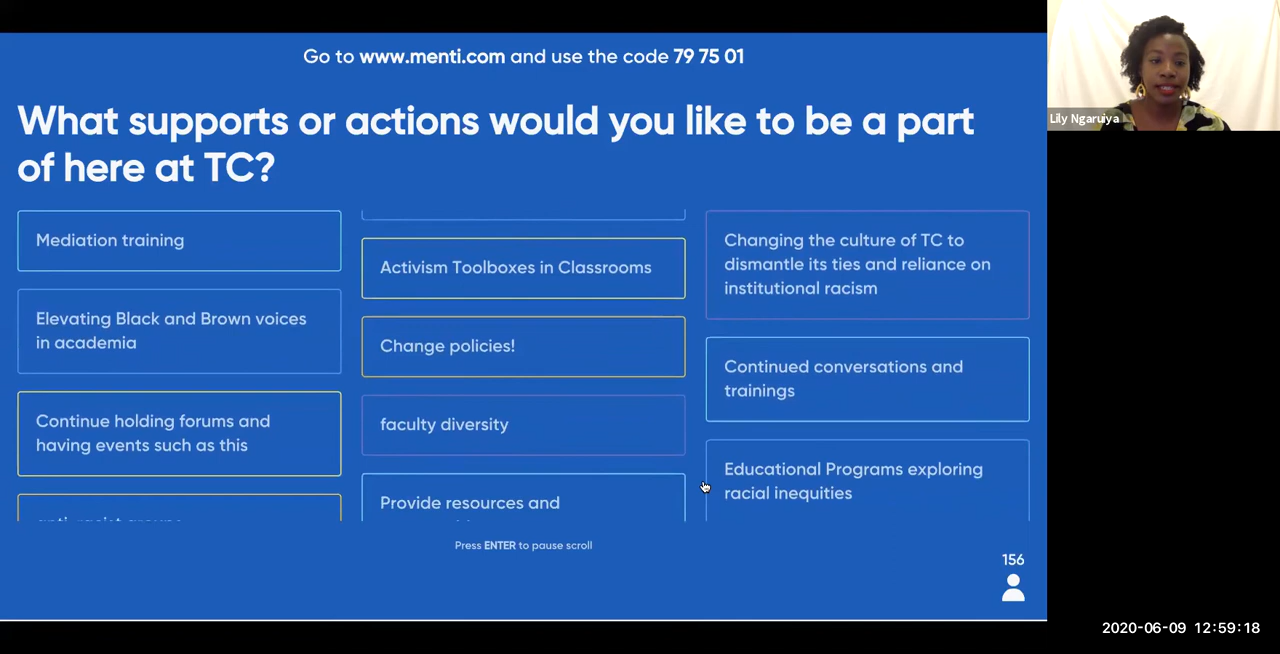 Go to www.menti.com and use the code 79 75 01
What supports or actions would you like to be a part
of here at TC?
Mediation training
Elevating Black and Brown voices
in academia
Continue holding forums and
having events such as this
Activism Toolboxes in Classrooms
Change policies!
faculty diversity
Provide resources and
Changing the culture of TC to
dismantle its ties and reliance on
institutional racism
Continued conversations and
trainings
Educational Programs exploring
racial inequities
Press ENTER to pause scroll
156
Lily Ngaruiya
2020-06-09 12:59:18